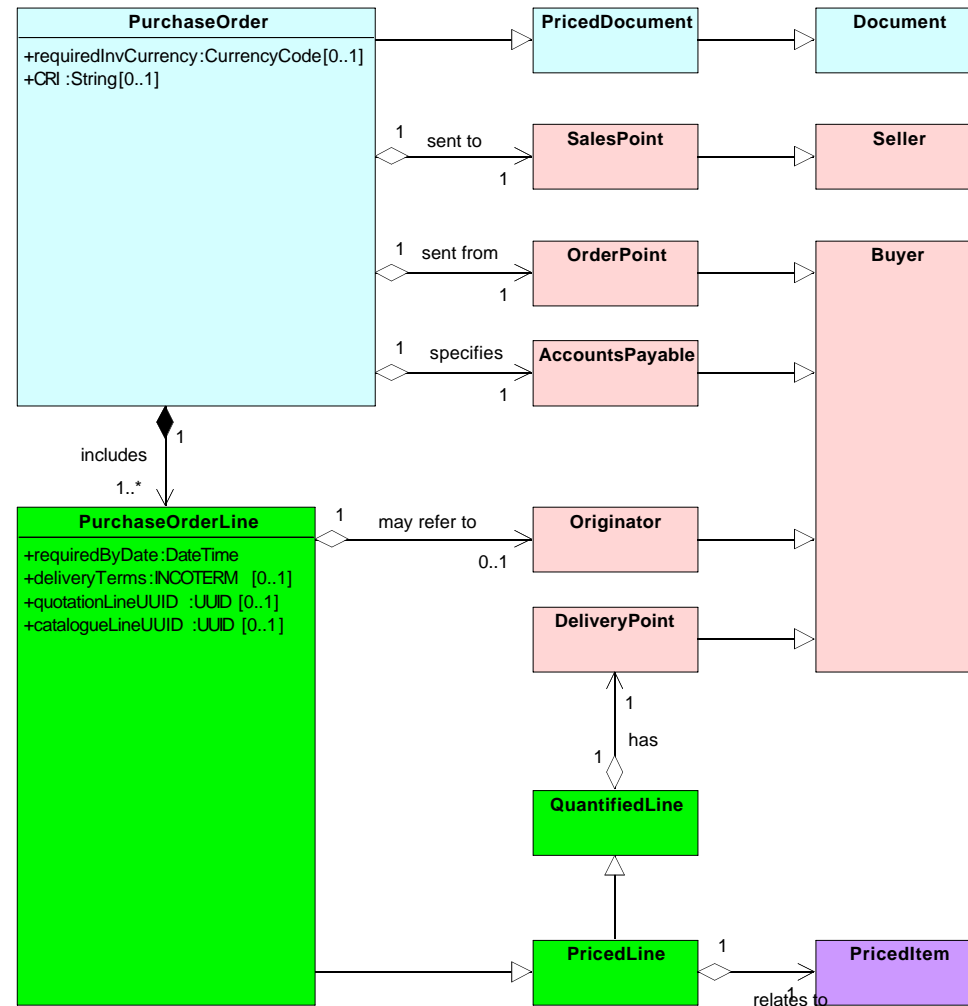 PurchaseOrder
+requiredInvCurrency:CurrencyCode[0..1]
+CRI :String[0..1]
PricedDocument
Document
1
sent to
1
SalesPoint
Seller
1
sent from
1
OrderPoint
Buyer
1
specifies
1
AccountsPayable
1
includes
1..*
PurchaseOrderLine
+requiredByDate:DateTime
+deliveryTerms:INCOTERM [0..1]
+quotationLineUUID :UUID [0..1]
+catalogueLineUUID :UUID [0..1]
1
may refer to
0..1
Originator
DeliveryPoint
1
has
1
QuantifiedLine
PricedLine
1
1
relates to
PricedItem